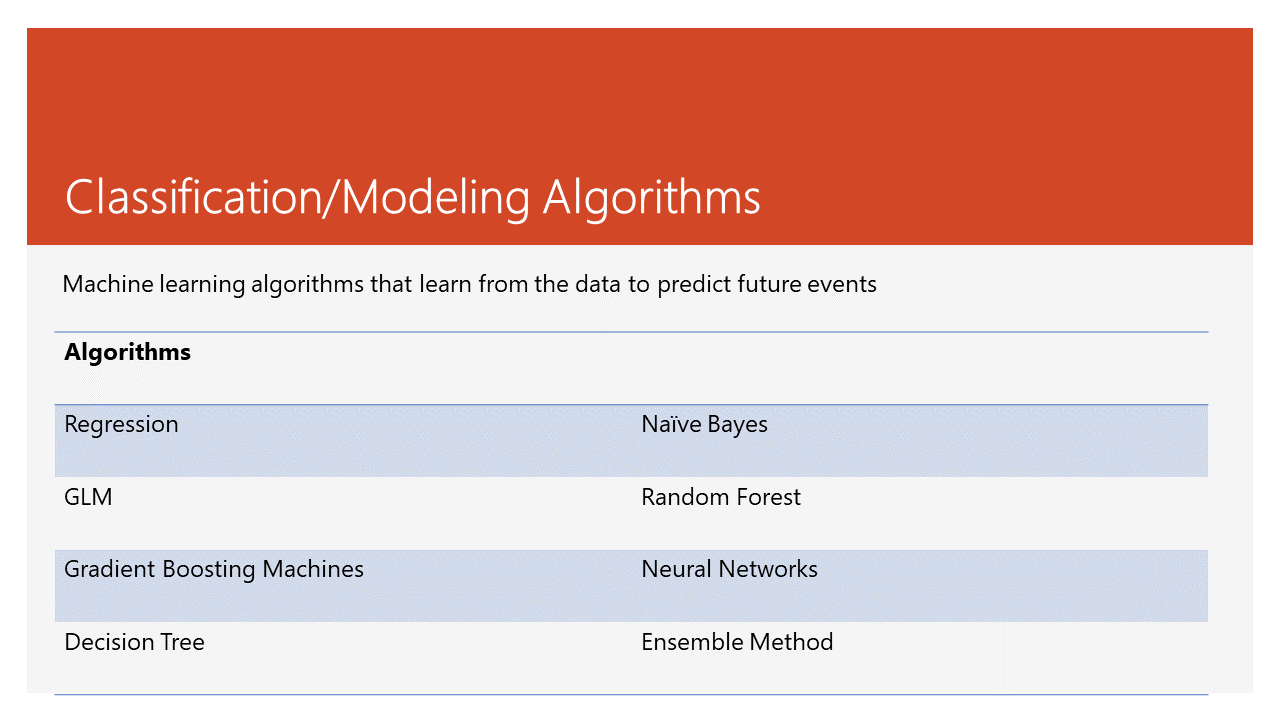 Classification/Modeling Algorithms
Machine learning algorithms that learn from the data to predict future events
Algorithms
Regression Naïve Bayes
GLM Random Forest
Gradient Boosting Machines Neural Networks
Decision Tree Ensemble Method